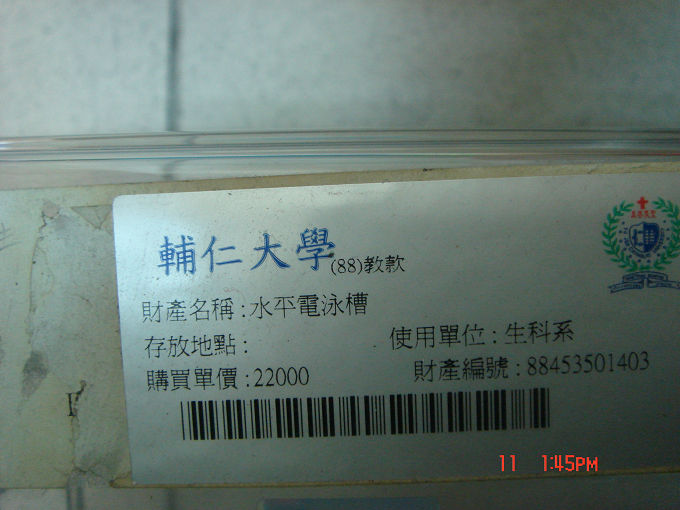 輔仁大學(88)教款
財產名稱:水平電泳槽
存放地點: 使用單位:生科系
購買單價:22000 財產編號:88453501403
11 1:45PM